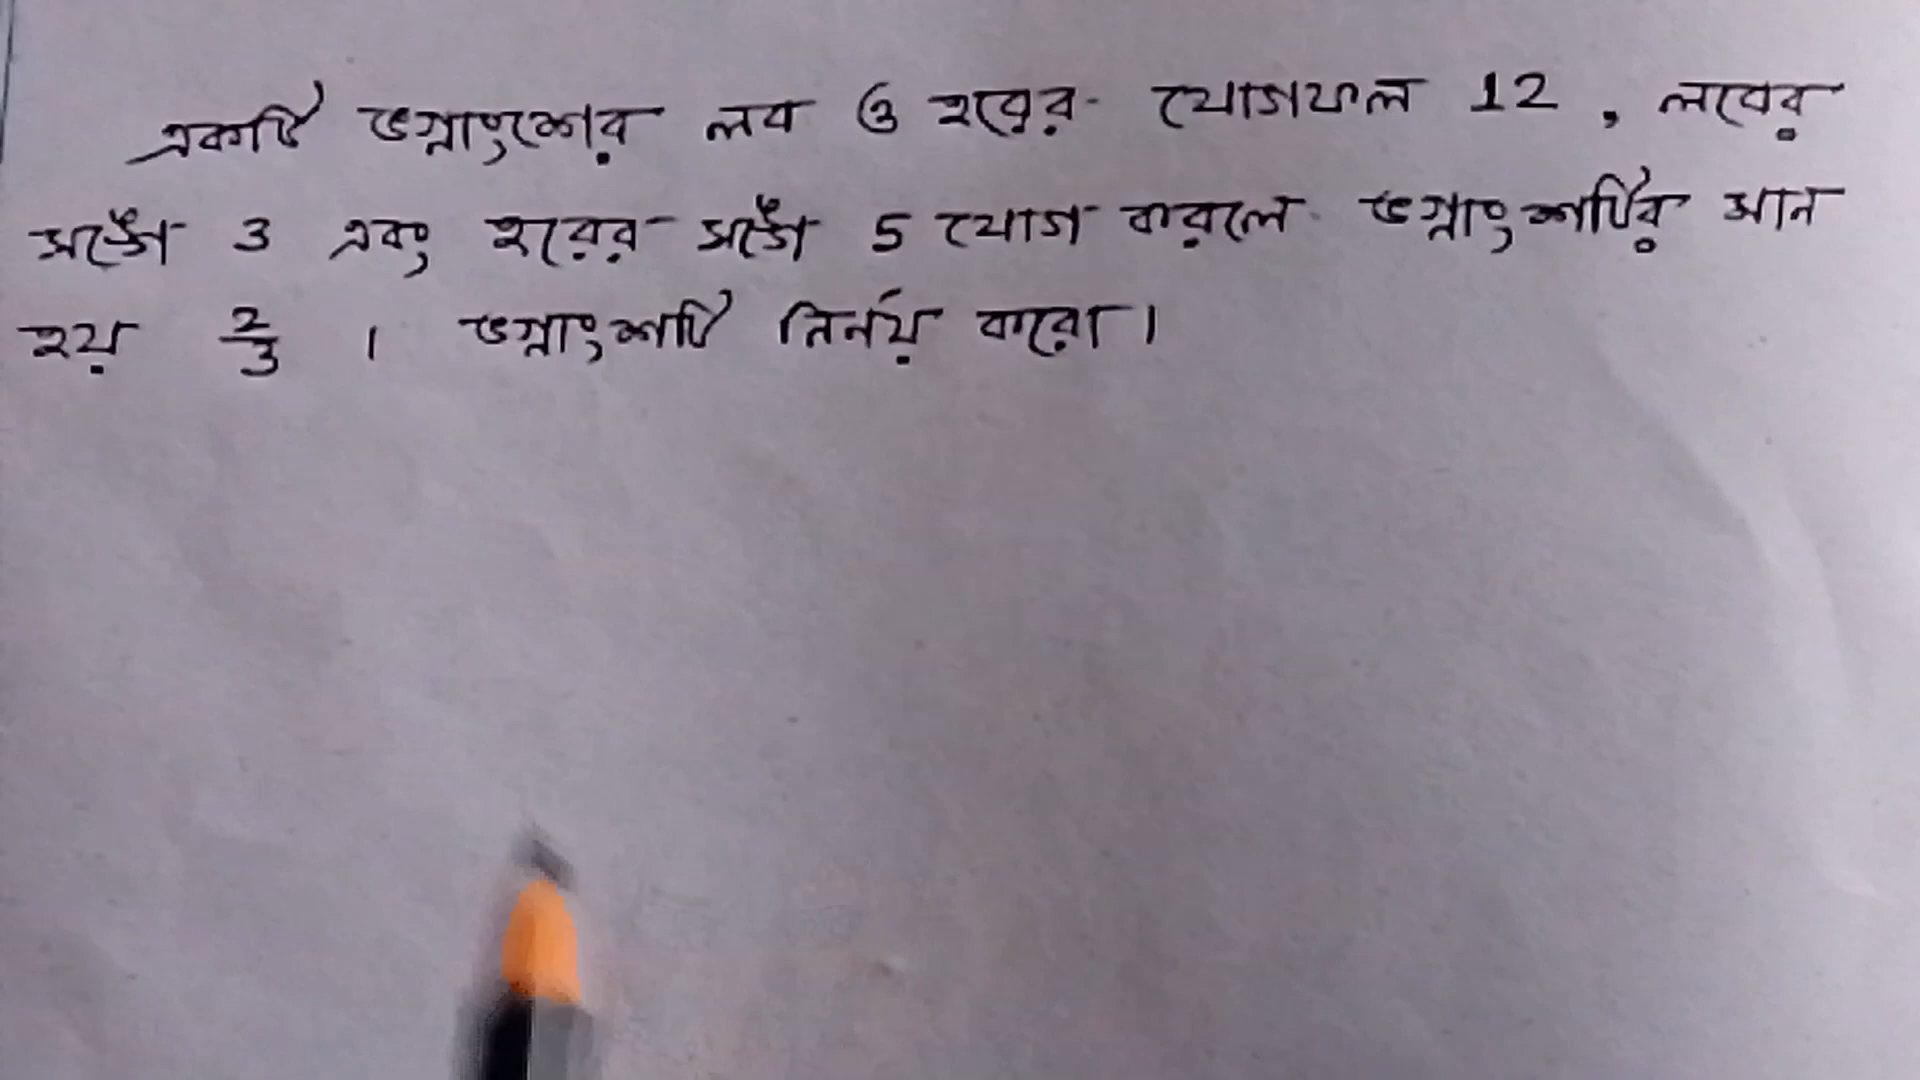 একটি ভগ্নাংশের লব ও হরের যোগফল 12, লবের
সঙ্গে 3 এবং হরের সঙ্গে 5 যোগ করলে ভগ্নাংশটির মান
হয় 2/3 । ভগ্নাংশটি নির্নয় করো।